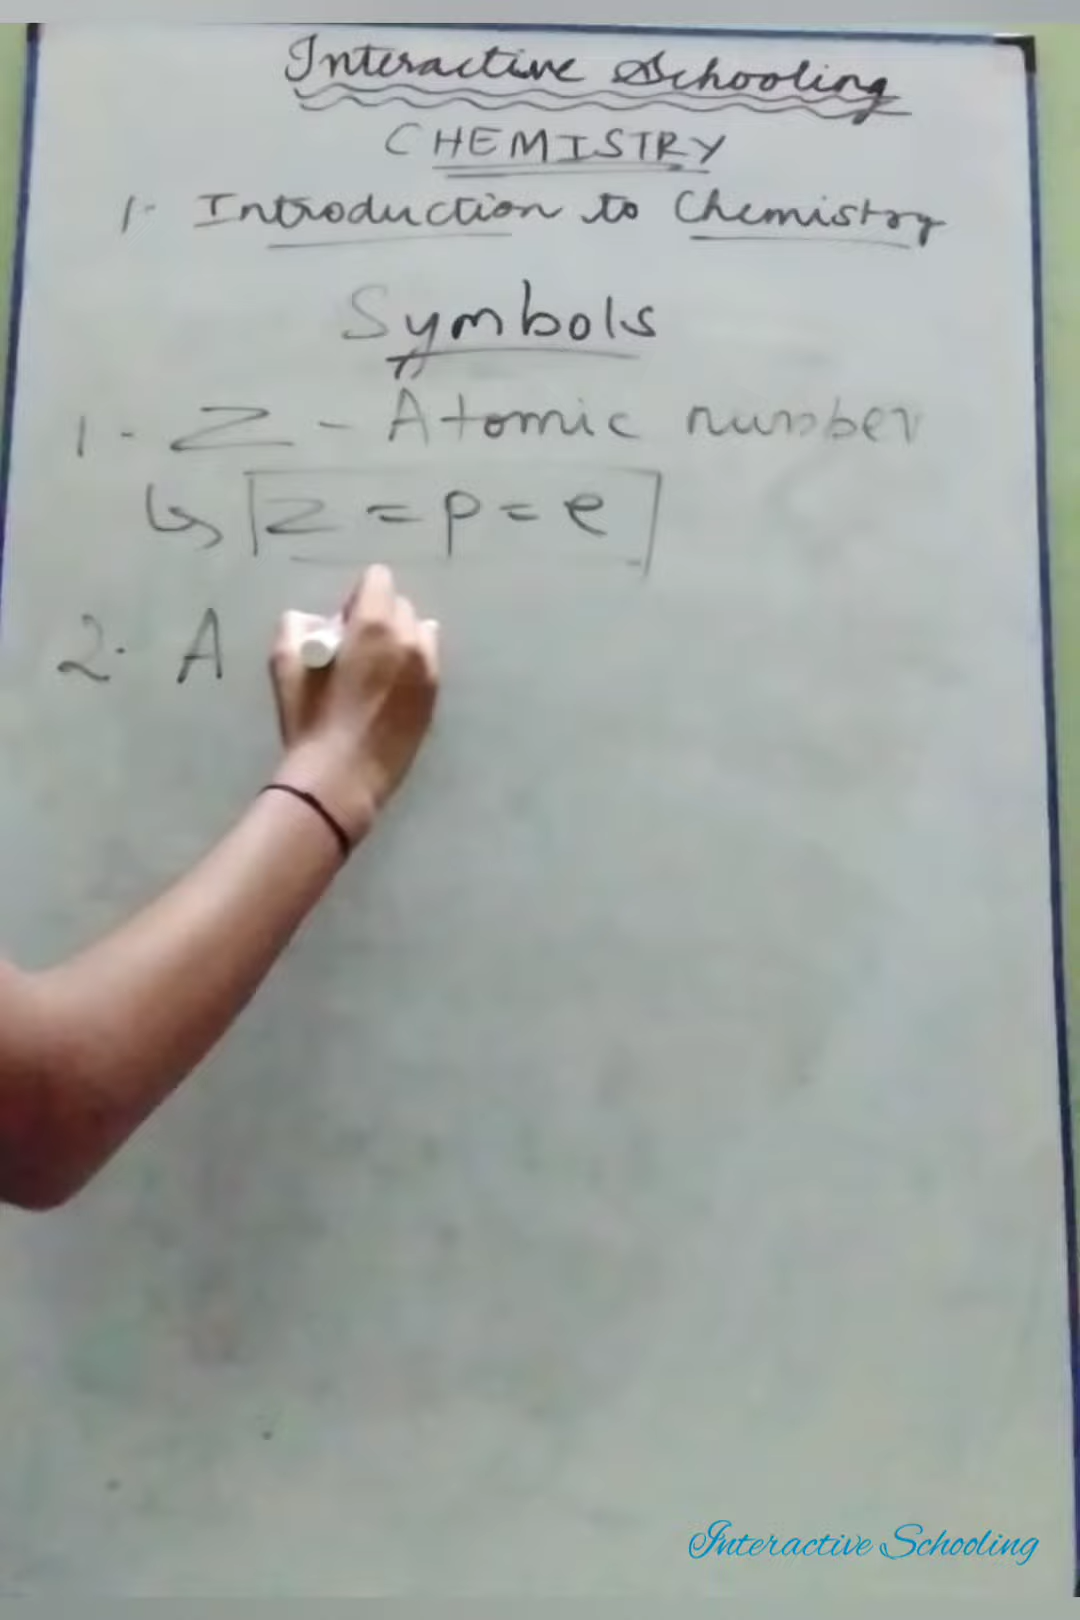 Interactive Schooling
CHEMISTRY
1. Introduction to Chemistry
Symbols
1. Z - Atomic number
↳ Z = p = e
2. A
Interactive Schooling